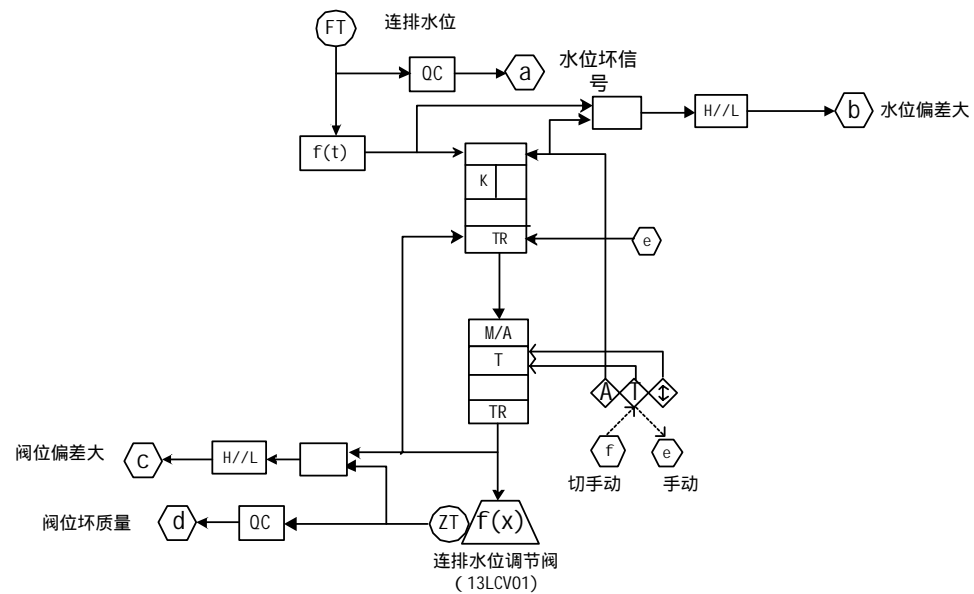 FT
连排水位
QC
a
水位坏信
号
H//L
b
水位偏差大
f(t)
K
TR
e
M/A
T
TR
A
T
f
e
切手动
手动
阀位偏差大
c
H//L
阀位坏质量
d
QC
ZT
f(x)
连排水位调节阀
(13LCV01)